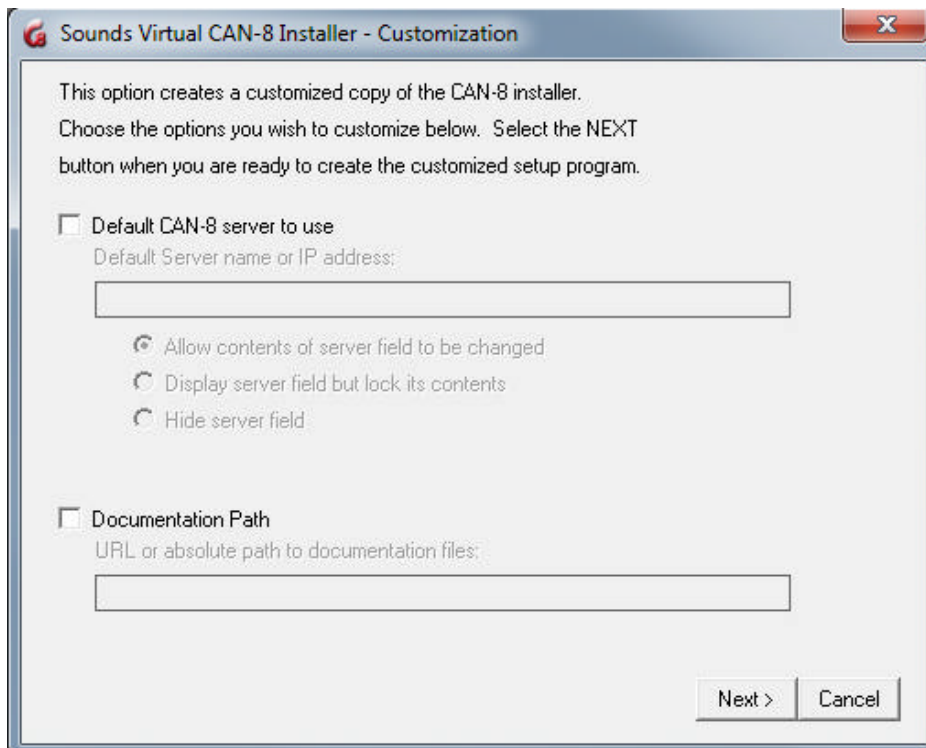 Sounds Virtual CAN-8 Installer - Customization
This option creates a customized copy of the CAN-8 installer.
Choose the options you wish to customize below. Select the NEXT
button when you are ready to create the customized setup program.
Default CAN-8 server to use
Default Server name or IP address:
Allow contents of server field to be changed
Display server field but lock its contents
Hide server field
Documentation Path
URL or absolute path to documentation files:
Next >
Cancel